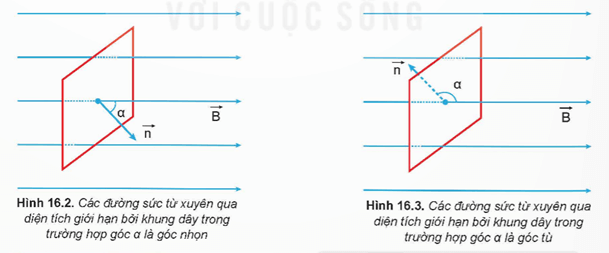 VỚI CUỘC SỐNG
α
n
B
n
α
B
Hình 16.2. Các đường sức từ xuyên qua
diện tích giới hạn bởi khung dây trong
trường hợp góc α là góc nhọn
Hình 16.3. Các đường sức từ xuyên qua
diện tích giới hạn bởi khung dây trong
trường hợp góc α là góc tù